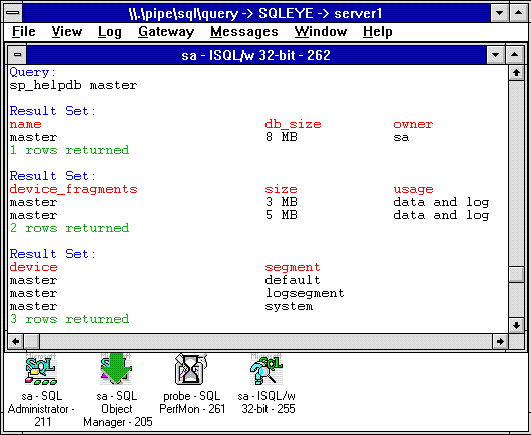 \\.\pipe\sql\query -> SQLEYE -> server1
File View Log Gateway Messages Window Help
sa - ISQL/w 32-bit - 262
Query:
sp_helpdb master
Result Set:
name db_size owner
master 8 MB sa
1 rows returned
Result Set:
device_fragments size usage
master 3 MB data and log
master 5 MB data and log
2 rows returned
Result Set:
device segment
master default
master logsegment
master system
3 rows returned
sa - SQL Administrator - 211
sa - SQL Object Manager - 205
probe - SQL PerfMon - 261
sa - ISQL/w 32-bit - 255